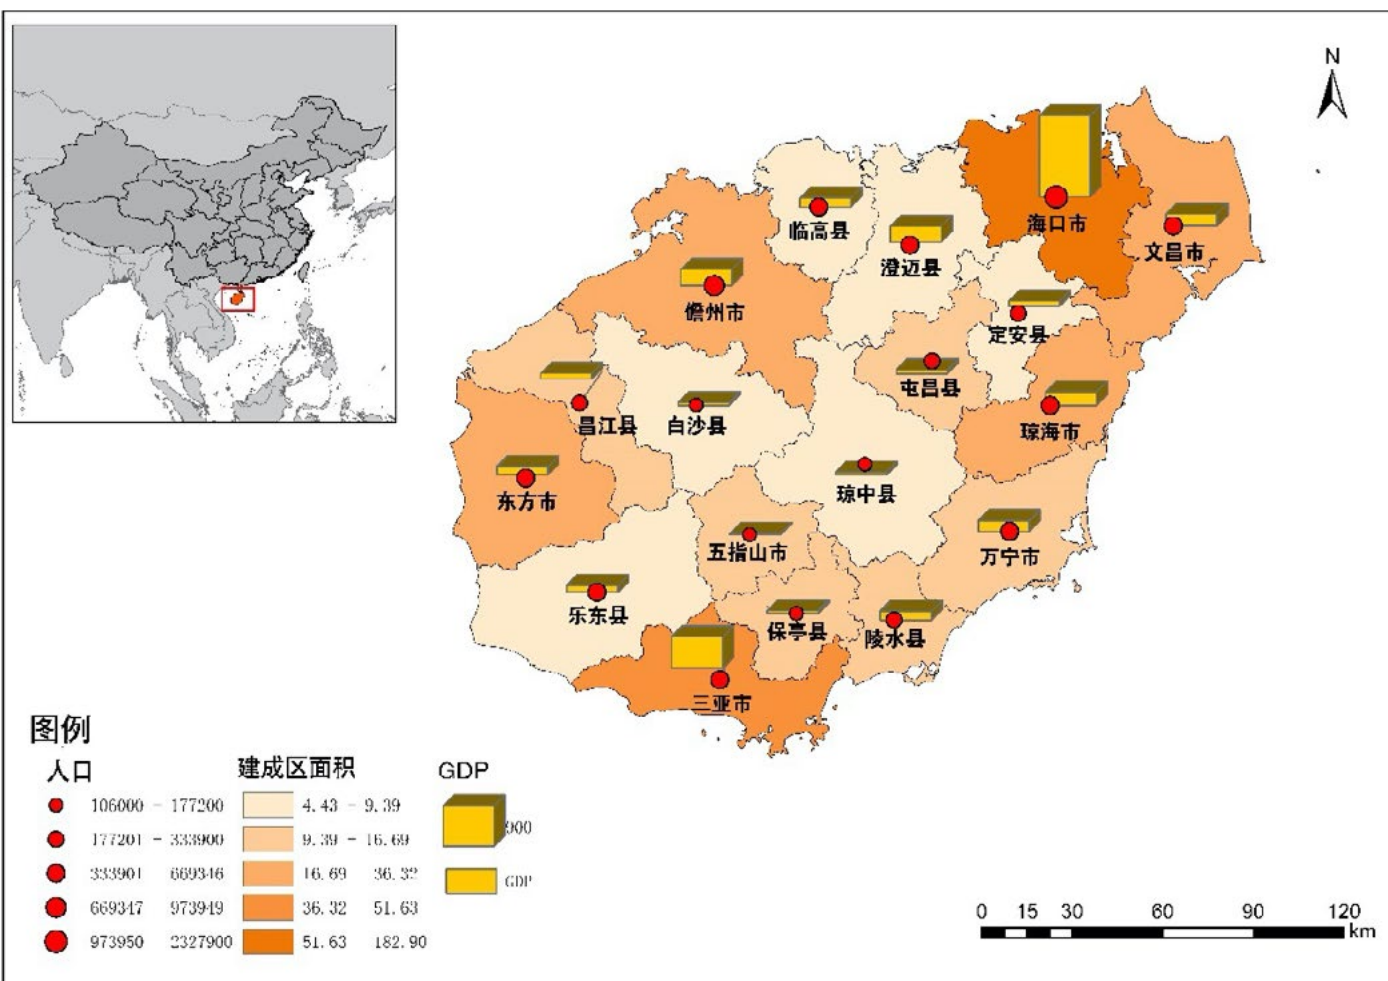 N
海口市
临高县
文昌市
澄迈县
儋州市
定安县
屯昌县
昌江县
白沙县
琼海市
东方市
琼中县
五指山市
万宁市
乐东县
保亭县
陵水县
三亚市
图例
人口
106000 - 177200
177201 - 333900
333901 669346
669347 973949
973950 2327900
建成区面积
4.43 - 9.39
9.39 - 16.69
16.69 36.32
36.32 51.63
51.63 182.90
GDP
900
GDP
0 15 30 60 90 120
km